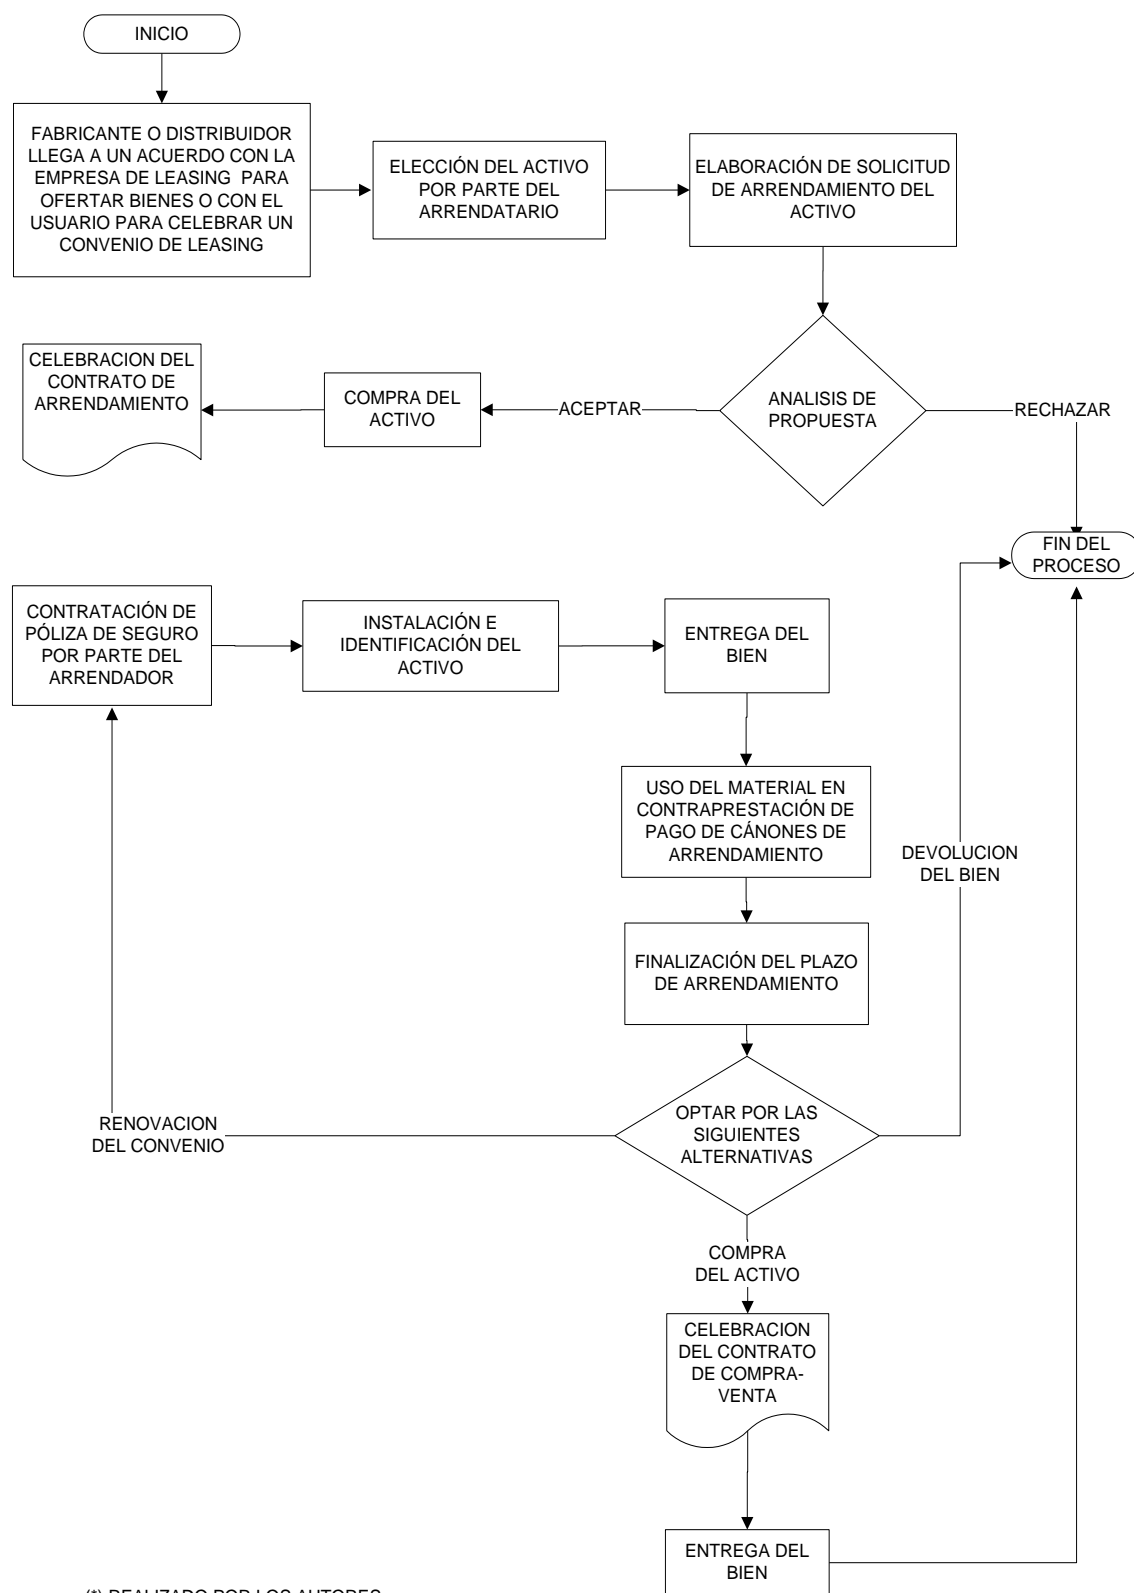 INICIO
FABRICANTE O DISTRIBUIDOR
LLEGA A UN ACUERDO CON LA
EMPRESA DE LEASING PARA
OFERTAR BIENES O CON EL
USUARIO PARA CELEBRAR UN
CONVENIO DE LEASING
ELECCIÓN DEL ACTIVO
POR PARTE DEL
ARRENDATARIO
ELABORACIÓN DE SOLICITUD
DE ARRENDAMIENTO DEL
ACTIVO
ANALISIS DE
PROPUESTA
RECHAZAR
ACEPTAR
COMPRA DEL
ACTIVO
CELEBRACION DEL
CONTRATO DE
ARRENDAMIENTO
FIN DEL
PROCESO
CONTRATACIÓN DE
PÓLIZA DE SEGURO
POR PARTE DEL
ARRENDADOR
INSTALACIÓN E
IDENTIFICACIÓN DEL
ACTIVO
ENTREGA DEL
BIEN
USO DEL MATERIAL EN
CONTRAPRESTACIÓN DE
PAGO DE CÁNONES DE
ARRENDAMIENTO
DEVOLUCION
DEL BIEN
FINALIZACIÓN DEL PLAZO
DE ARRENDAMIENTO
OPTAR POR LAS
SIGUIENTES
ALTERNATIVAS
RENOVACION
DEL CONVENIO
COMPRA
DEL ACTIVO
CELEBRACION
DEL CONTRATO
DE COMPRA-
VENTA
ENTREGA DEL
BIEN
(*) REALIZADO POR LOS AUTORES